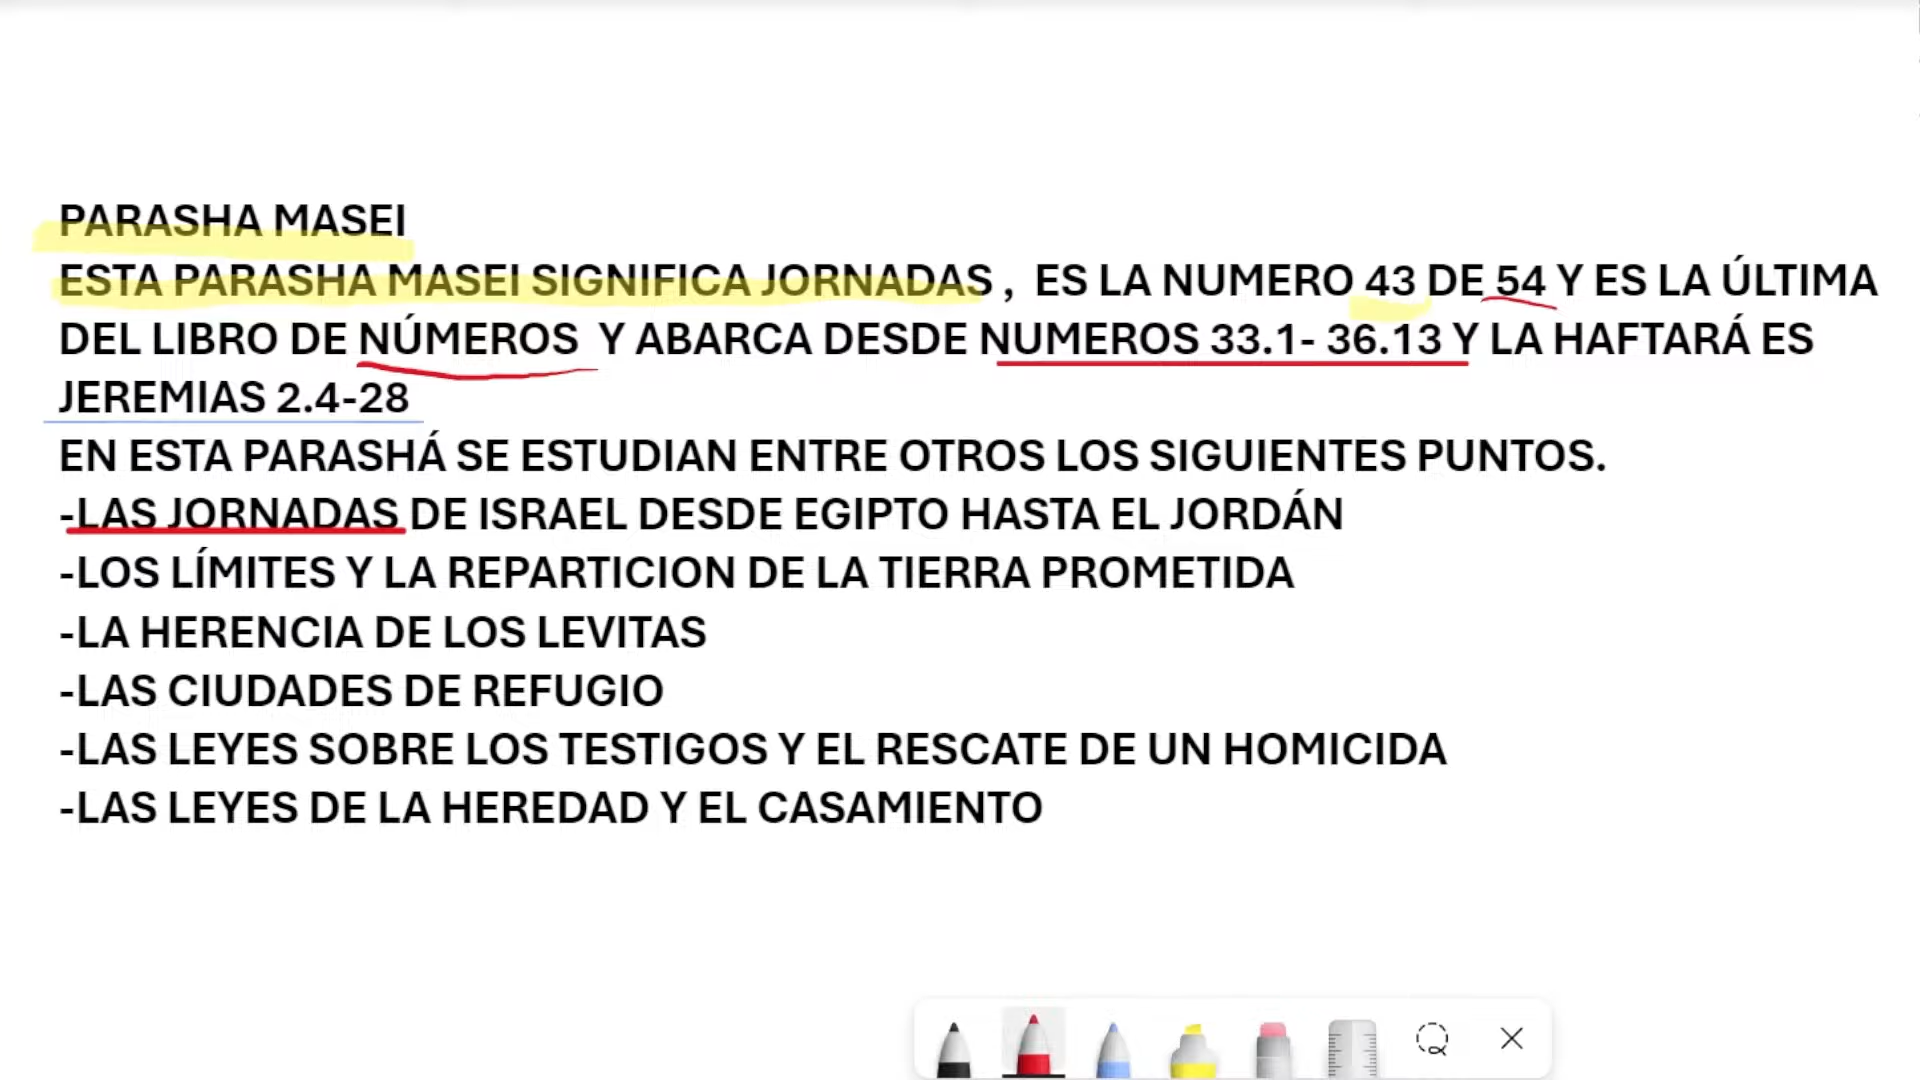 PARASHA MASEI
ESTA PARASHA MASEI SIGNIFICA JORNADAS , ES LA NUMERO 43 DE 54 Y ES LA ÚLTIMA
DEL LIBRO DE NÚMEROS Y ABARCA DESDE NUMEROS 33.1- 36.13 Y LA HAFTARÁ ES
JEREMIAS 2.4-28
EN ESTA PARASHÁ SE ESTUDIAN ENTRE OTROS LOS SIGUIENTES PUNTOS.
-LAS JORNADAS DE ISRAEL DESDE EGIPTO HASTA EL JORDÁN
-LOS LÍMITES Y LA REPARTICION DE LA TIERRA PROMETIDA
-LA HERENCIA DE LOS LEVITAS
-LAS CIUDADES DE REFUGIO
-LAS LEYES SOBRE LOS TESTIGOS Y EL RESCATE DE UN HOMICIDA
-LAS LEYES DE LA HEREDAD Y EL CASAMIENTO